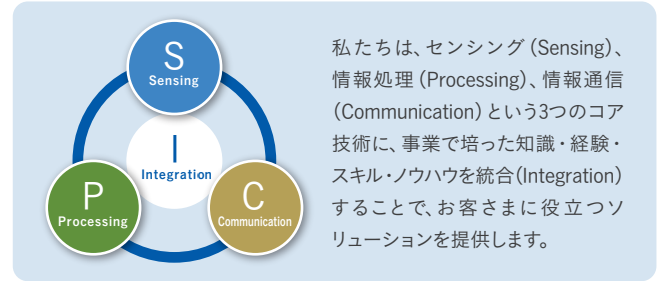 S
Sensing
I
Integration
P
Processing
C
Communication
私たちは、センシング(Sensing)、
情報処理(Processing)、情報通信
(Communication)という3つのコア
技術に、事業で培った知識・経験・
スキル・ノウハウを統合(Integration)
することで、お客さまに役立つソ
リューションを提供します。